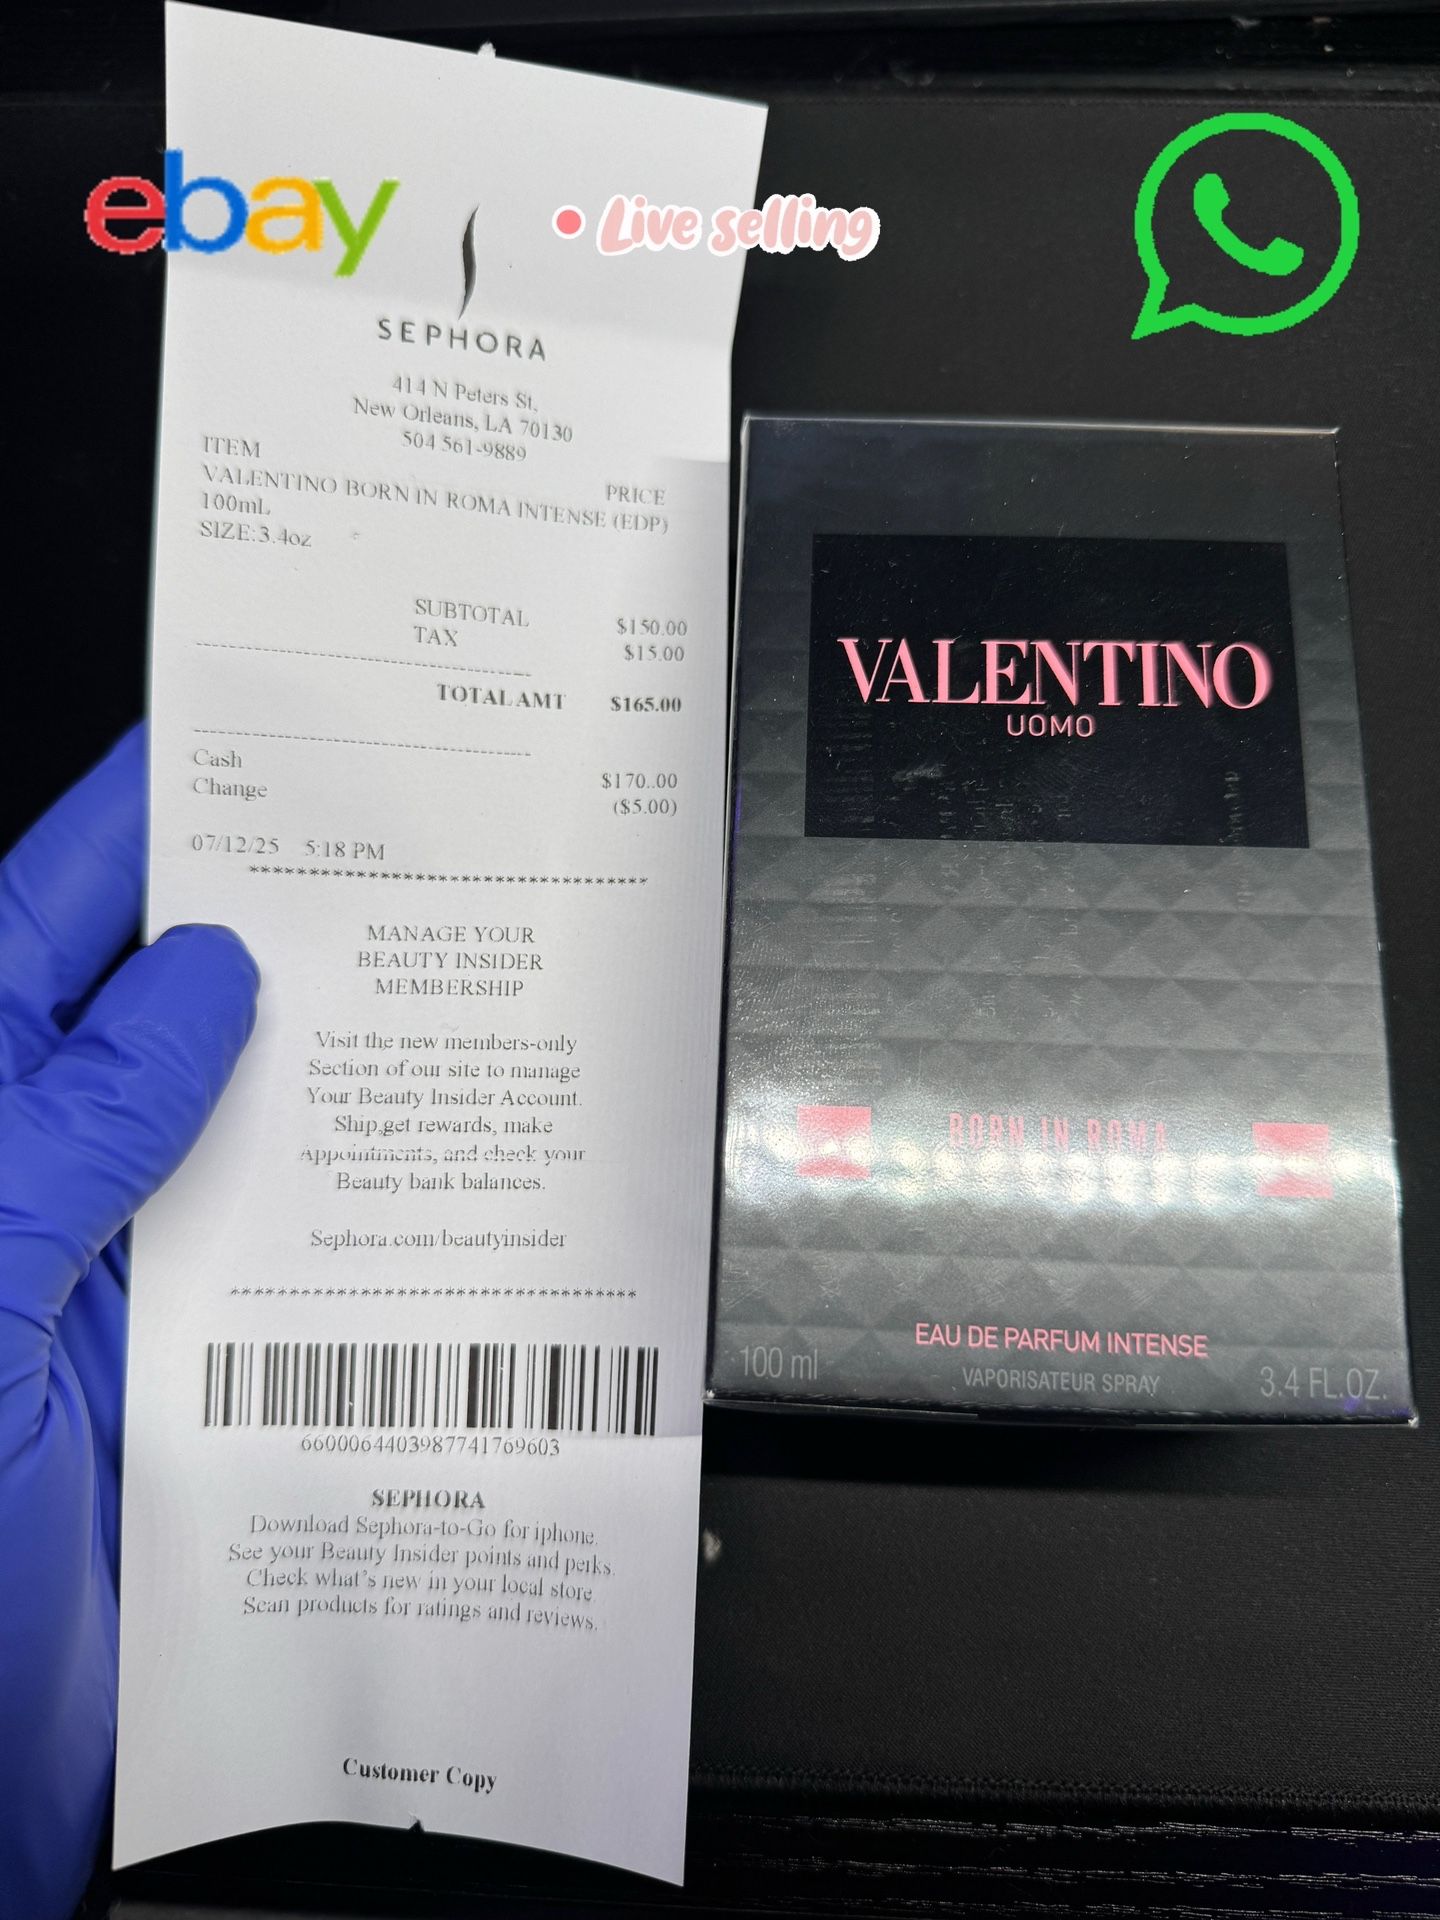 ebay
Live selling
SEPHORA
414 N Peters St,
New Orleans, LA 70130
504 561-9889
ITEM PRICE
VALENTINO BORN IN ROMA INTENSE (EDP)
100mL
SIZE:3.4oz
SUBTOTAL $150.00
TAX $15.00
TOTAL AMT $165.00
Cash $170..00
Change ($5.00)
07/12/25 5:18 PM
**********************************
MANAGE YOUR
BEAUTY INSIDER
MEMBERSHIP
Visit the new members-only
Section of our site to manage
Your Beauty Insider Account.
Ship,get rewards, make
Appointments, and check your
Beauty bank balances.
Sephora.com/beautyinsider
**********************************
6600064403987741769603
SEPHORA
Download Sephora-to-Go for iphone.
See your Beauty Insider points and perks.
Check what's new in your local store
Scan products for ratings and reviews.
Customer Copy
VALENTINO
UOMO
BORN IN ROMA
EAU DE PARFUM INTENSE
100 ml VAPORISATEUR SPRAY 3.4 FL.OZ.